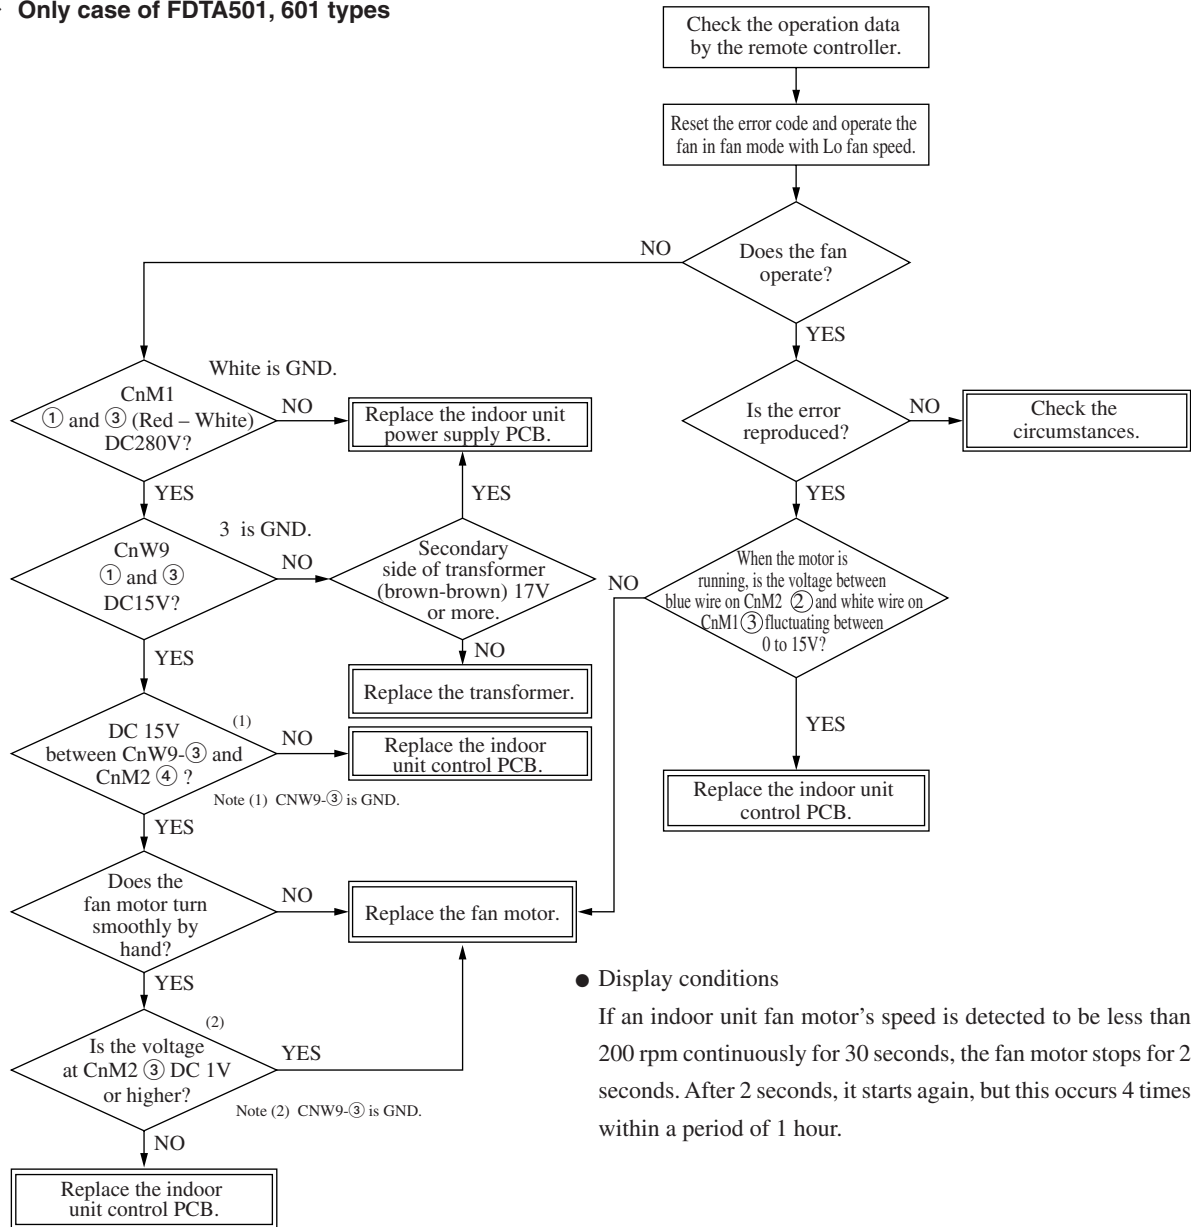 Only case of FDTA501, 601 types
Check the operation data
by the remote controller.
Reset the error code and operate the
fan in fan mode with Lo fan speed.
Does the fan
operate?
NO
YES
Is the error
reproduced?
NO
Check the
circumstances.
YES
When the motor is
running, is the voltage between
blue wire on CnM2 ② and white wire on
CnM1 ③ fluctuating between
0 to 15V?
NO
YES
Replace the indoor unit
control PCB.
White is GND.
CnM1
① and ③ (Red – White)
DC280V?
NO
Replace the indoor unit
power supply PCB.
YES
3 is GND.
CnW9
① and ③
DC15V?
NO
YES
Secondary
side of transformer
(brown-brown) 17V
or more.
NO
Replace the transformer.
YES
(1)
DC 15V
between CnW9-③ and
CnM2 ④ ?
NO
Replace the indoor
unit control PCB.
Note (1) CNW9-③ is GND.
YES
Does the
fan motor turn
smoothly by
hand?
NO
Replace the fan motor.
YES
(2)
Is the voltage
at CnM2 ③ DC 1V
or higher?
YES
Note (2) CNW9-③ is GND.
NO
Replace the indoor
unit control PCB.
● Display conditions
If an indoor unit fan motor's speed is detected to be less than
200 rpm continuously for 30 seconds, the fan motor stops for 2
seconds. After 2 seconds, it starts again, but this occurs 4 times
within a period of 1 hour.